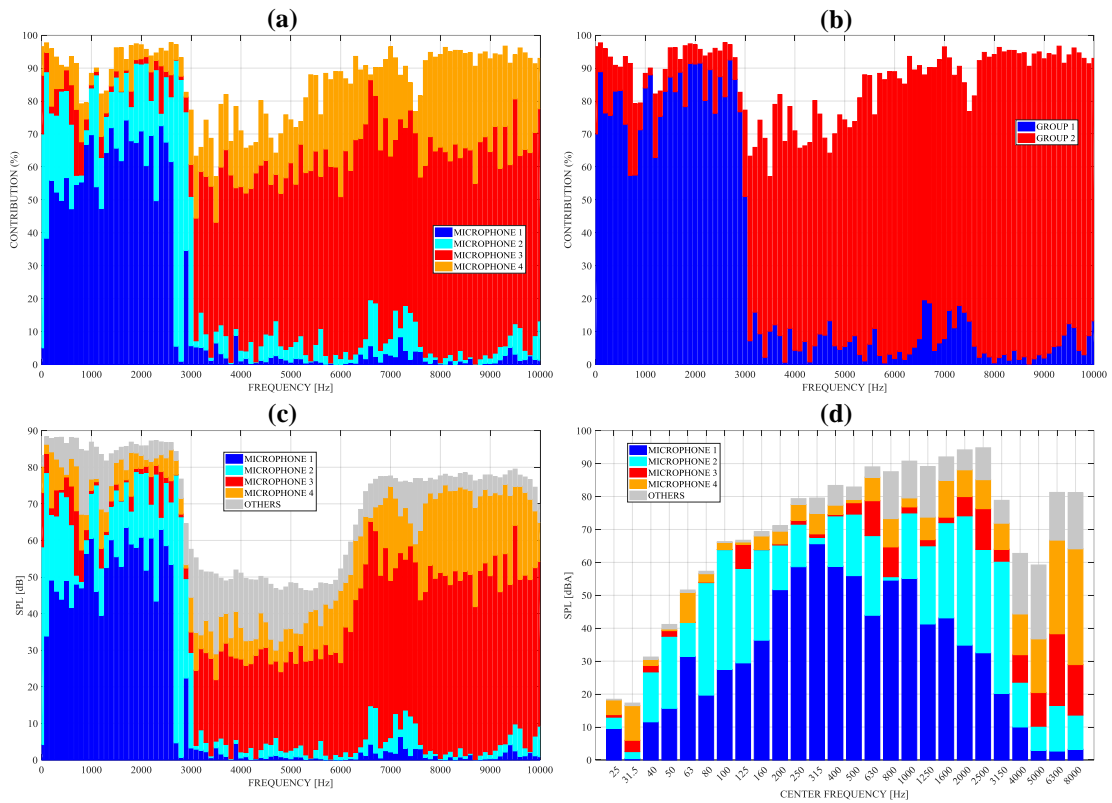 (a)
100
90
80
70
60
50
40
30
20
10
0
CONTRIBUTION (%)
MICROPHONE 1
MICROPHONE 2
MICROPHONE 3
MICROPHONE 4
0 1000 2000 3000 4000 5000 6000 7000 8000 9000 10000
FREQUENCY [Hz]
(b)
100
90
80
70
60
50
40
30
20
10
0
CONTRIBUTION (%)
GROUP 1
GROUP 2
0 1000 2000 3000 4000 5000 6000 7000 8000 9000 10000
FREQUENCY [Hz]
(c)
90
80
70
60
50
40
30
20
10
0
SPL [dB]
MICROPHONE 1
MICROPHONE 2
MICROPHONE 3
MICROPHONE 4
OTHERS
0 1000 2000 3000 4000 5000 6000 7000 8000 9000 10000
FREQUENCY [Hz]
(d)
100
90
80
70
60
50
40
30
20
10
0
SPL [dBA]
MICROPHONE 1
MICROPHONE 2
MICROPHONE 3
MICROPHONE 4
OTHERS
25 31.5 40 50 63 80 100 125 160 200 250 315 400 500 630 800 1000 1250 1600 2000 2500 3150 4000 5000 6300 8000
CENTER FREQUENCY [Hz]